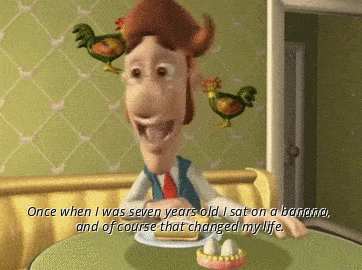 Once when I was seven years old I sat on a banana,
and of course that changed my life.